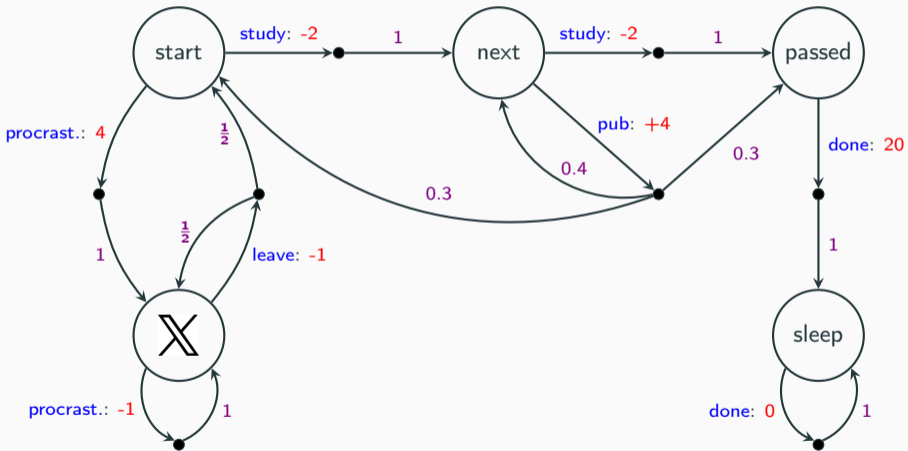 study: -2
1
study: -2
1
start
next
passed
procrast.: 4
1/2
pub: +4
done: 20
0.4
0.3
0.3
1/2
1
leave: -1
1
𝕏
sleep
procrast.: -1
1
done: 0
1